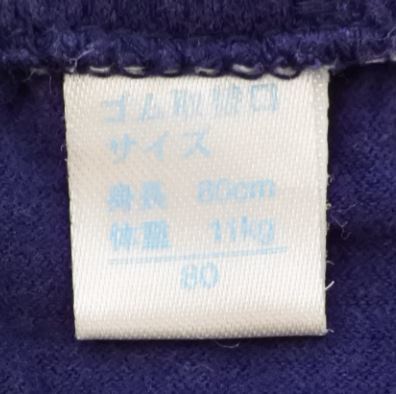 ゴム取替口
サイズ
身長 80cm
体重 11kg
80